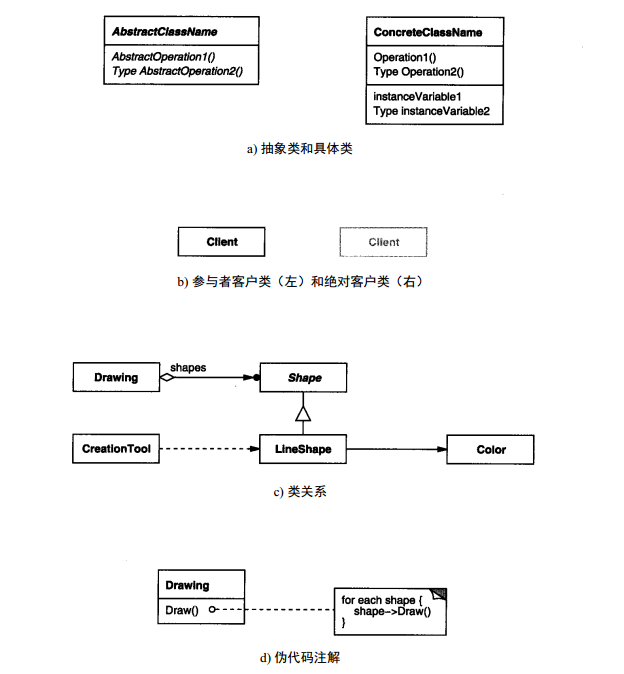 AbstractClassName
AbstractOperation1()
Type AbstractOperation2()
ConcreteClassName
Operation1()
Type Operation2()
instanceVariable1
Type instanceVariable2
a) 抽象类和具体类
Client
Client
b) 参与者客户类（左）和绝对客户类（右）
Drawing
shapes
Shape
CreationTool
LineShape
Color
c) 类关系
Drawing
Draw()
for each shape {
shape->Draw()
}
d) 伪代码注解